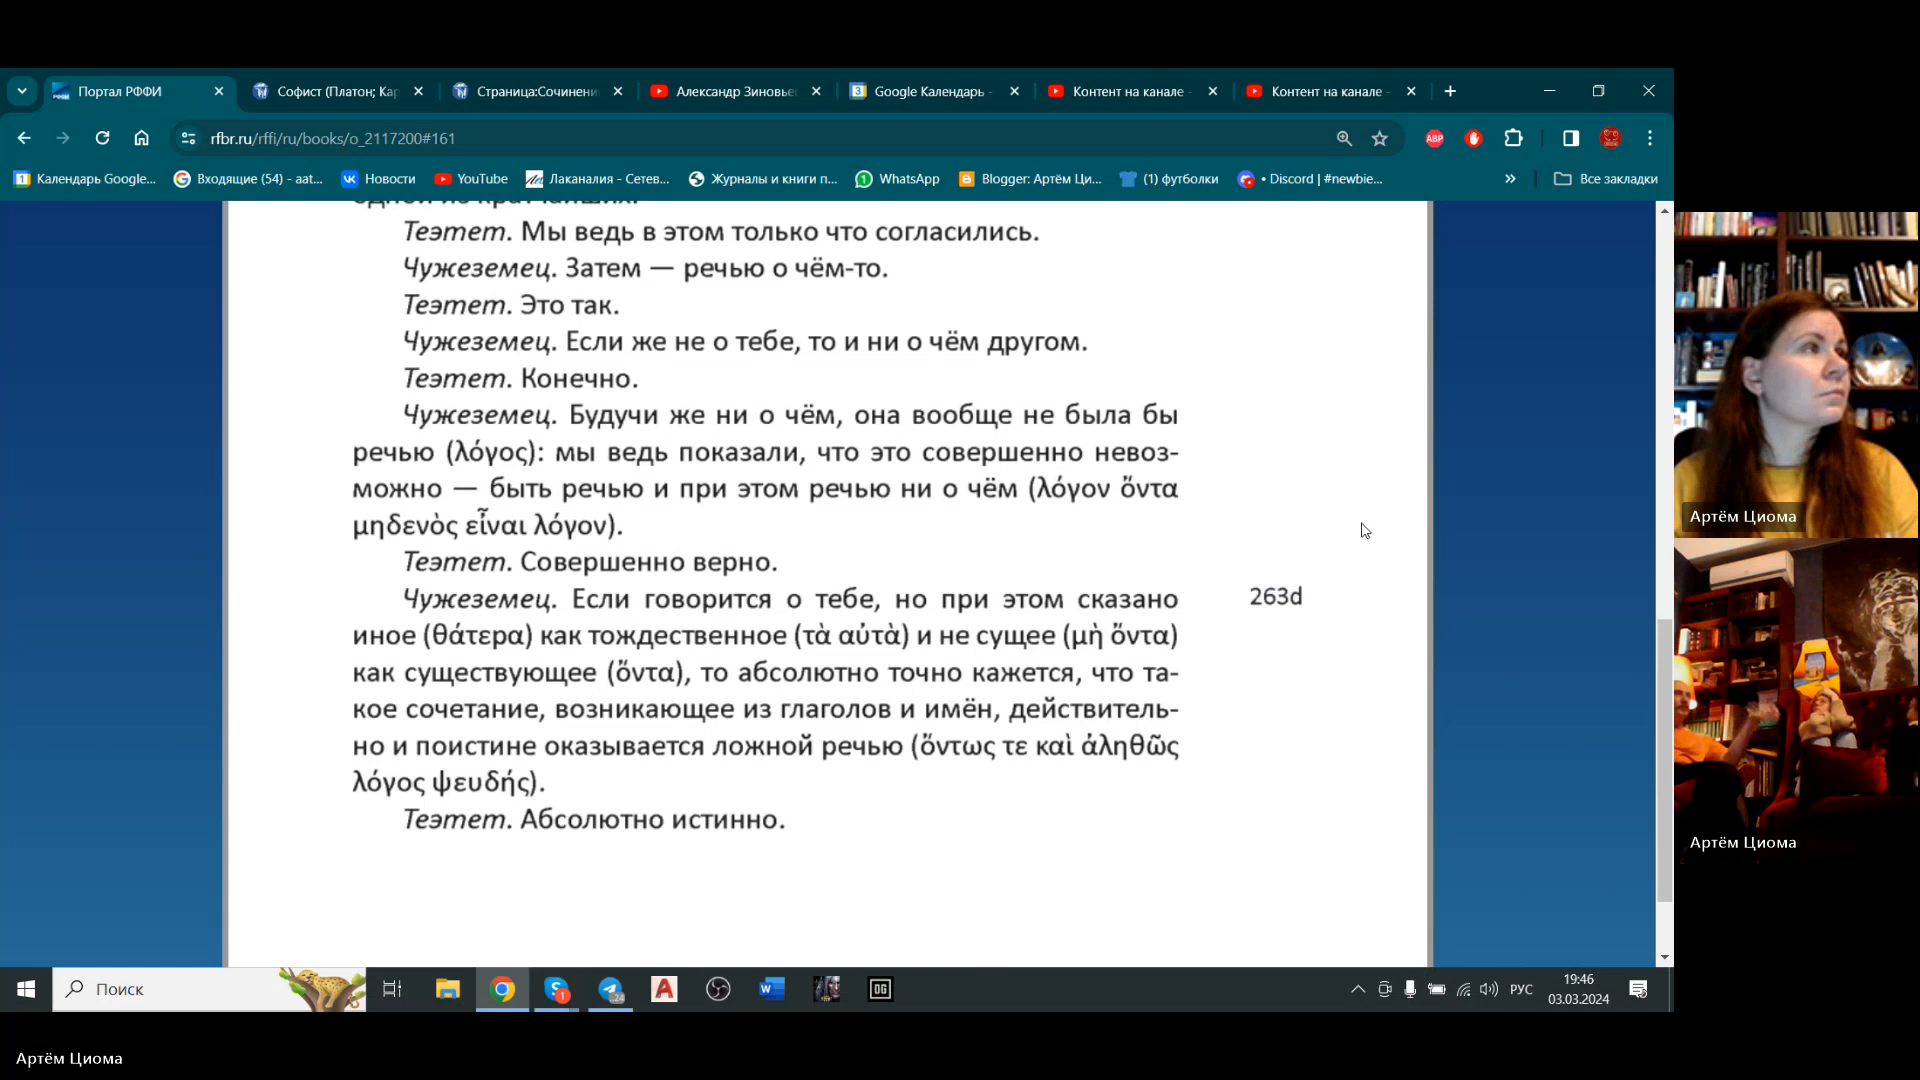 Портал РФФИ
Софист (Платон; Кар
Страница:Сочинени
Александр Зиновье
Google Календарь -
Контент на канале -
Контент на канале -
rfbr.ru/rffi/ru/books/o_2117200#161
Календарь Google...
Входящие (54) - aat...
Новости
YouTube
Лаканалия - Сетев...
Журналы и книги п...
WhatsApp
Blogger: Артём Ци...
(1) футболки
• Discord | #newbie...
»
Все закладки
одной из кратчайших.
Теэтет. Мы ведь в этом только что согласились.
Чужеземец. Затем — речью о чём-то.
Теэтет. Это так.
Чужеземец. Если же не о тебе, то и ни о чём другом.
Теэтет. Конечно.
Чужеземец. Будучи же ни о чём, она вообще не была бы
речью (λόγος): мы ведь показали, что это совершенно невоз-
можно — быть речью и при этом речью ни о чём (λόγον ὄντα
μηδενὸς εἶναι λόγον).
Теэтет. Совершенно верно.
Чужеземец. Если говорится о тебе, но при этом сказано
263d
иное (θάτερα) как тождественное (τὰ αὐτὰ) и не сущее (μὴ ὄντα)
как существующее (ὄντα), то абсолютно точно кажется, что та-
кое сочетание, возникающее из глаголов и имён, действитель-
но и поистине оказывается ложной речью (ὄντως τε καὶ ἀληθῶς
λόγος ψευδής).
Теэтет. Абсолютно истинно.
Артём Циома
Артём Циома
Поиск
РУС
19:46
03.03.2024
Артём Циома